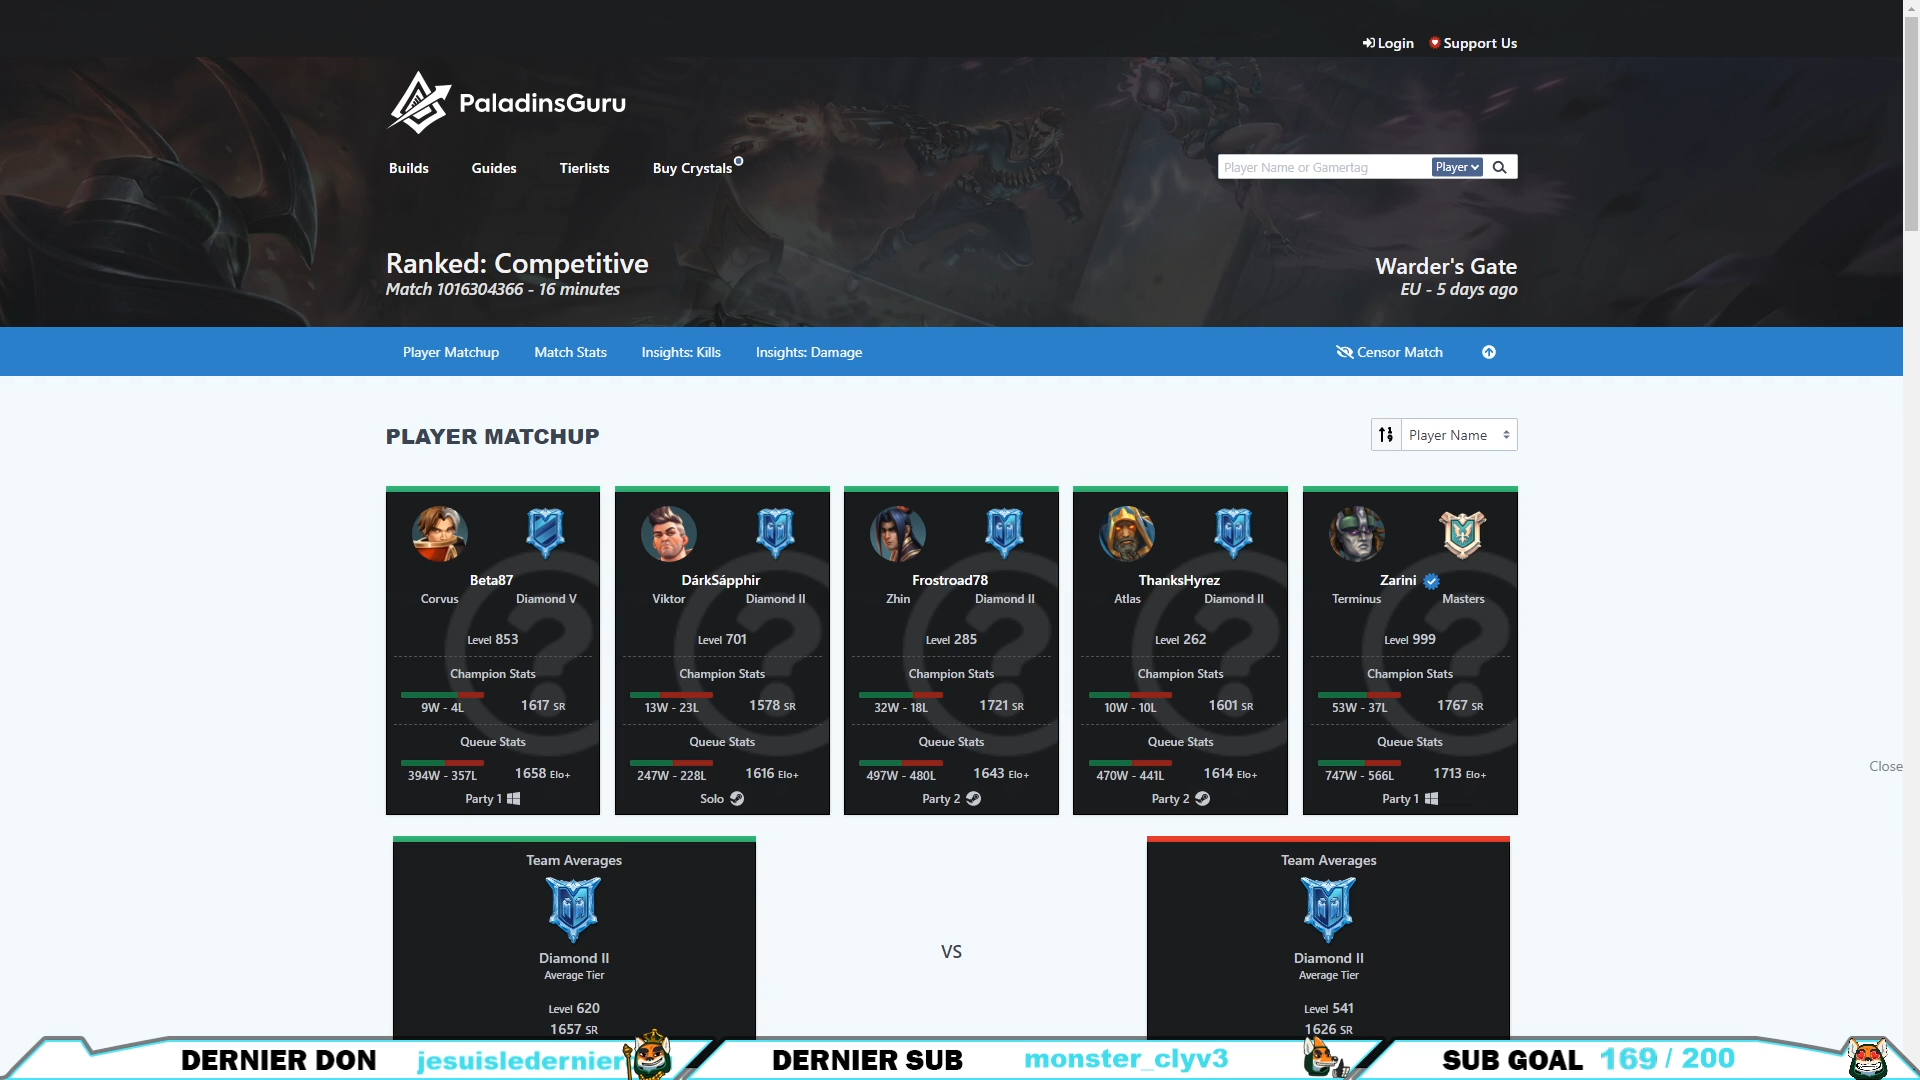 Login Support Us
PaladinsGuru
Builds Guides Tierlists Buy Crystals
Player Name or Gamertag Player
Ranked: Competitive
Match 1016304366 - 16 minutes
Warder's Gate
EU - 5 days ago
Player Matchup Match Stats Insights: Kills Insights: Damage Censor Match
PLAYER MATCHUP
Player Name
Beta87
Corvus Diamond V
Level 853
Champion Stats
9W - 4L 1617 SR
Queue Stats
394W - 357L 1658 Elo+
Party 1
DárkSápphir
Viktor Diamond II
Level 701
Champion Stats
13W - 23L 1578 SR
Queue Stats
247W - 228L 1616 Elo+
Solo
Frostroad78
Zhin Diamond II
Level 285
Champion Stats
32W - 18L 1721 SR
Queue Stats
497W - 480L 1643 Elo+
Party 2
ThanksHyrez
Atlas Diamond II
Level 262
Champion Stats
10W - 10L 1601 SR
Queue Stats
470W - 441L 1614 Elo+
Party 2
Zarini
Terminus Masters
Level 999
Champion Stats
53W - 37L 1767 SR
Queue Stats
747W - 566L 1713 Elo+
Party 1
Close
Team Averages
Diamond II
Average Tier
Level 620
1657 SR
VS
Team Averages
Diamond II
Average Tier
Level 541
1626 SR
DERNIER DON jesuisledernier DERNIER SUB monster_clyv3 SUB GOAL 169 / 200